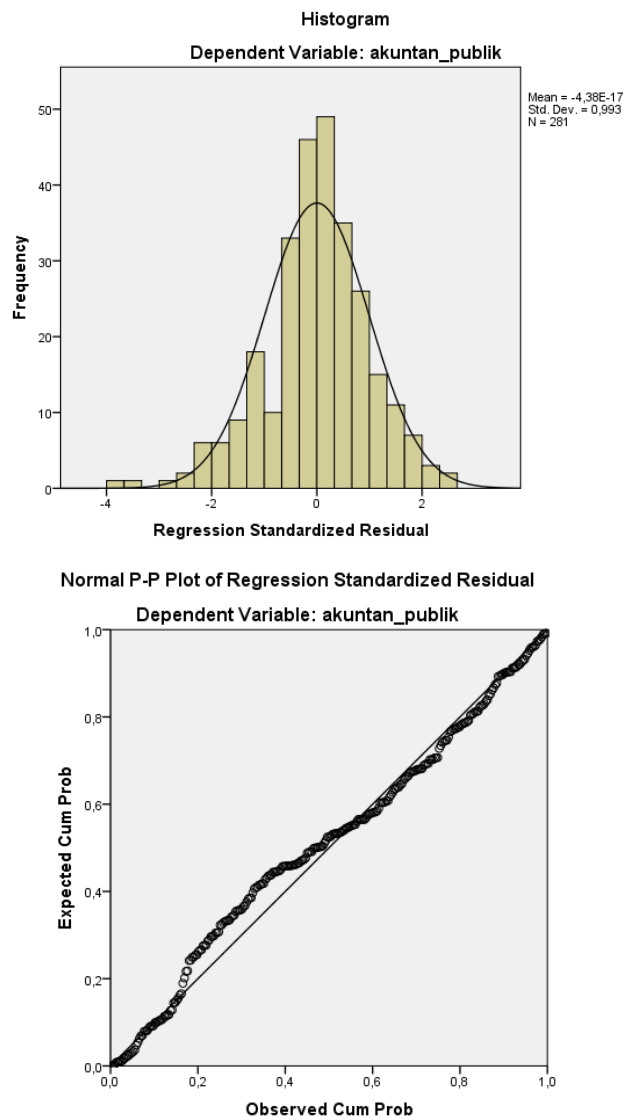 Histogram
Dependent Variable: akuntan_publik
Mean = -4,38E-17
Std. Dev. = 0,993
N = 281
50
40
30
20
10
0
Frequency
-4 -2 0 2
Regression Standardized Residual
Normal P-P Plot of Regression Standardized Residual
Dependent Variable: akuntan_publik
1,0
0,8
0,6
0,4
0,2
0,0
Expected Cum Prob
0,0 0,2 0,4 0,6 0,8 1,0
Observed Cum Prob